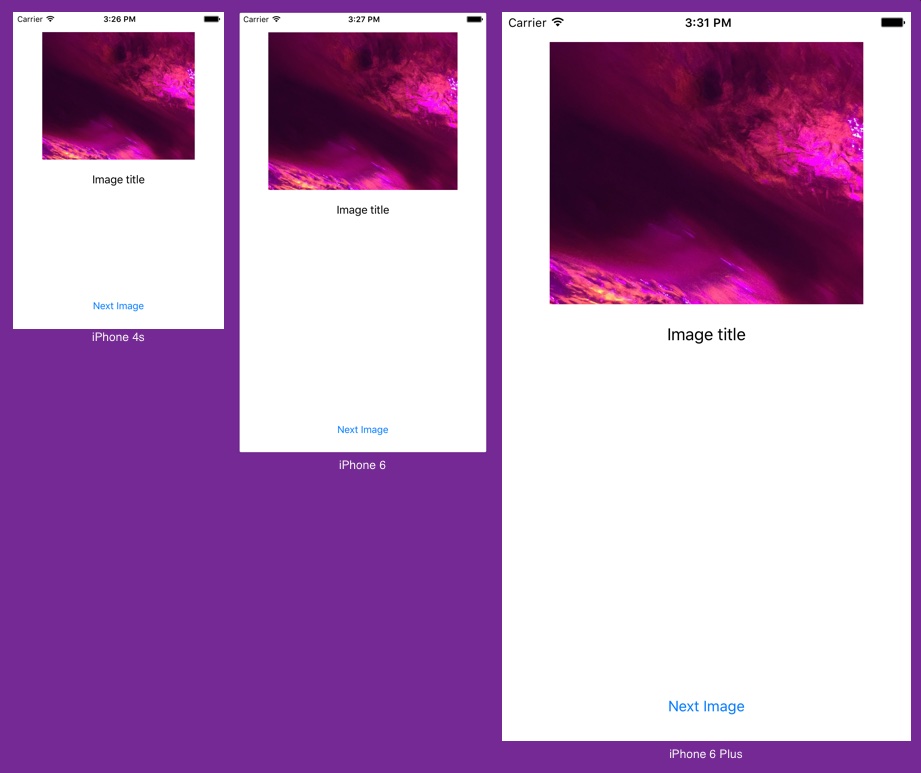 Carrier 3:26 PM
Image title
Next Image
iPhone 4s
Carrier 3:27 PM
Image title
Next Image
iPhone 6
Carrier 3:31 PM
Image title
Next Image
iPhone 6 Plus